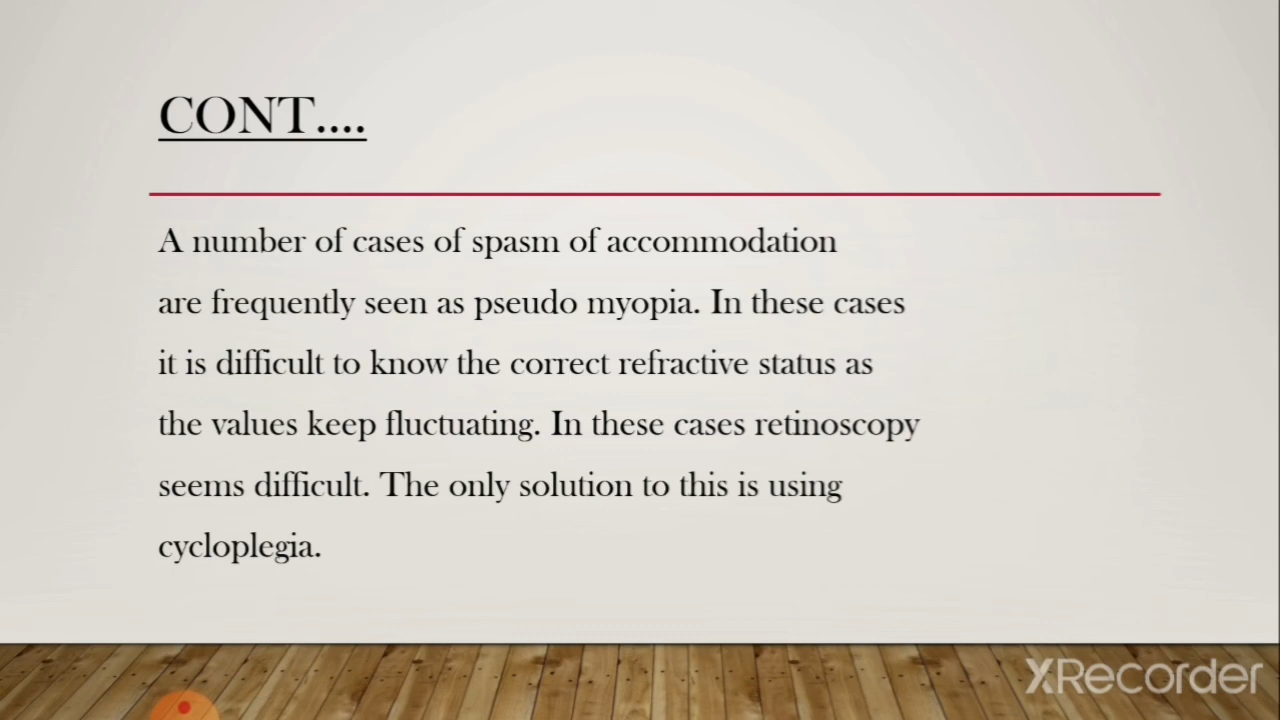 CONT....
A number of cases of spasm of accommodation
are frequently seen as pseudo myopia. In these cases
it is difficult to know the correct refractive status as
the values keep fluctuating. In these cases retinoscopy
seems difficult. The only solution to this is using
cycloplegia.
XRecorder